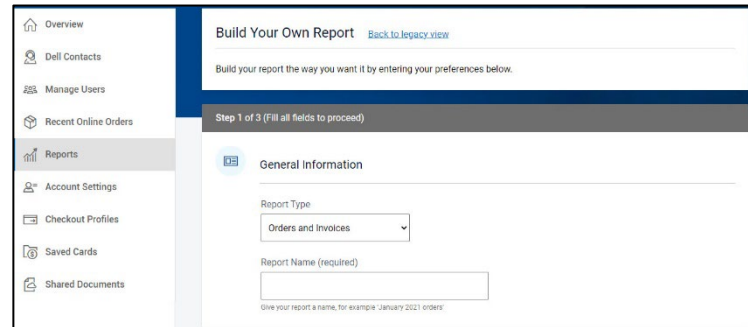 Overview
Dell Contacts
Manage Users
Recent Online Orders
Reports
Account Settings
Checkout Profiles
Saved Cards
Shared Documents
Build Your Own Report Back to legacy view
Build your report the way you want it by entering your preferences below.
Step 1 of 3 (Fill all fields to proceed)
General Information
Report Type
Orders and Invoices
Report Name (required)
Give your report a name, for example 'January 2021 orders'